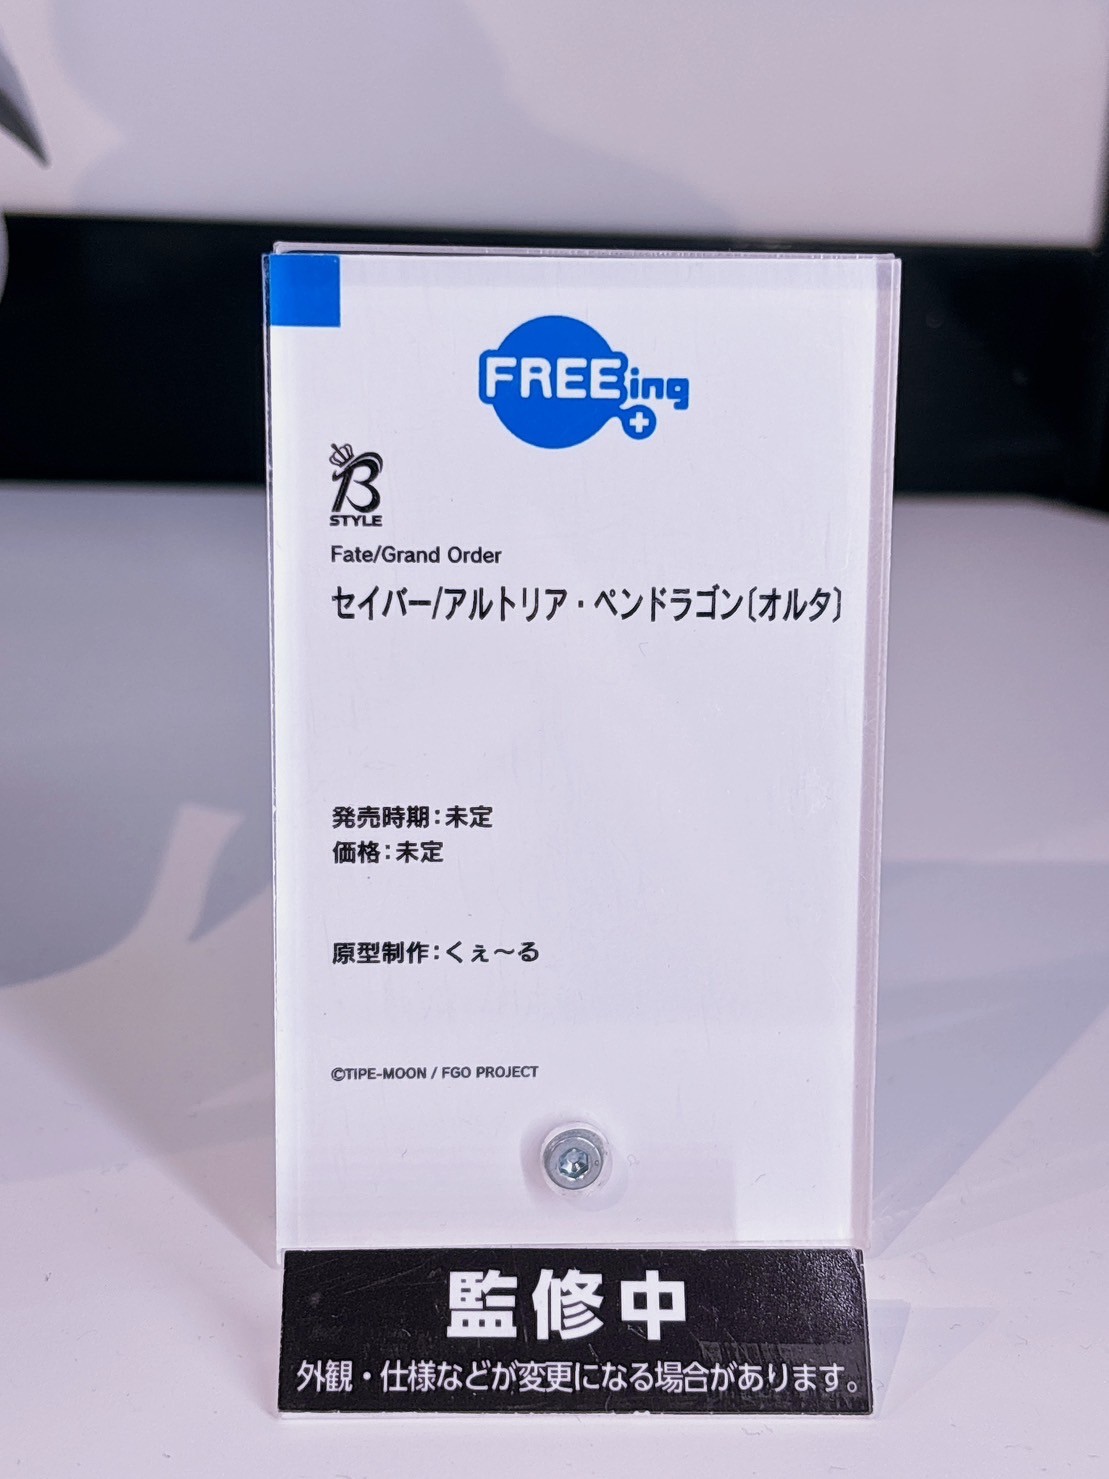 FREEing
B
STYLE
Fate/Grand Order
セイバー/アルトリア・ペンドラゴン〔オルタ〕
発売時期：未定
価格：未定
原型制作：くぇ～る
©TIPE-MOON / FGO PROJECT
監修中
外観・仕様などが変更になる場合があります。